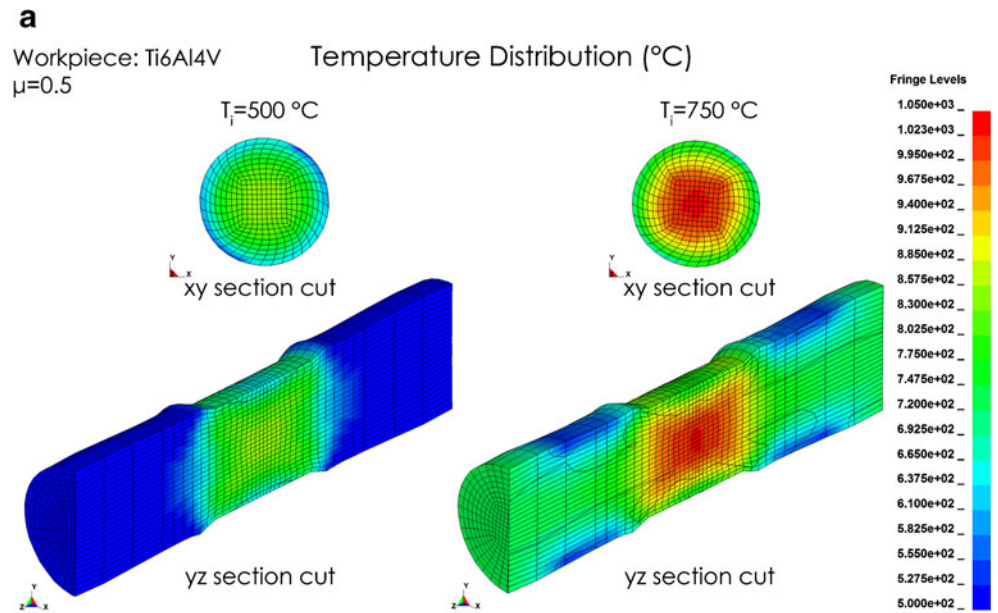 a
Workpiece: Ti6Al4V
μ=0.5
Temperature Distribution (°C)
Ti=500 °C
Ti=750 °C
Y
X
xy section cut
Y
X
xy section cut
Y
Z X
yz section cut
Y
Z X
yz section cut
Fringe Levels
1.050e+03 _
1.023e+03 _
9.950e+02 _
9.675e+02 _
9.400e+02 _
9.125e+02 _
8.850e+02 _
8.575e+02 _
8.300e+02 _
8.025e+02 _
7.750e+02 _
7.475e+02 _
7.200e+02 _
6.925e+02 _
6.650e+02 _
6.375e+02 _
6.100e+02 _
5.825e+02 _
5.550e+02 _
5.275e+02 _
5.000e+02 _